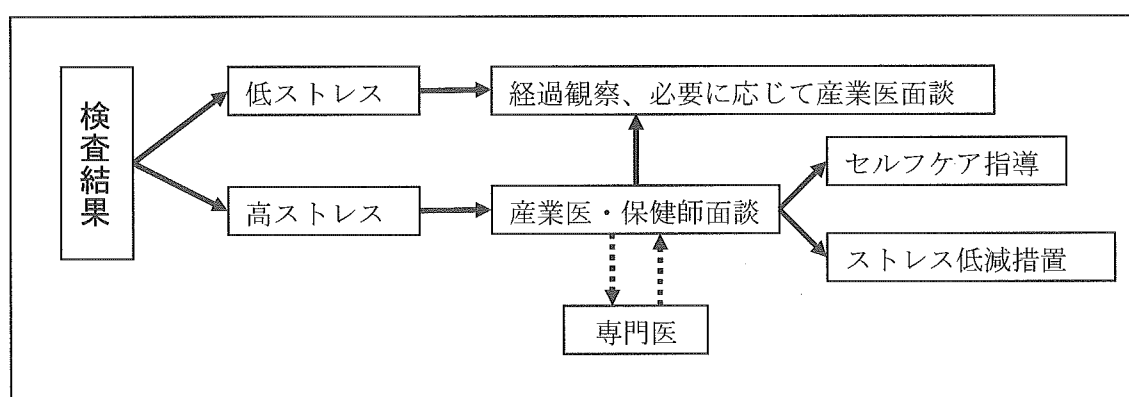 検査結果
低ストレス
経過観察、必要に応じて産業医面談
高ストレス
産業医・保健師面談
セルフケア指導
ストレス低減措置
専門医